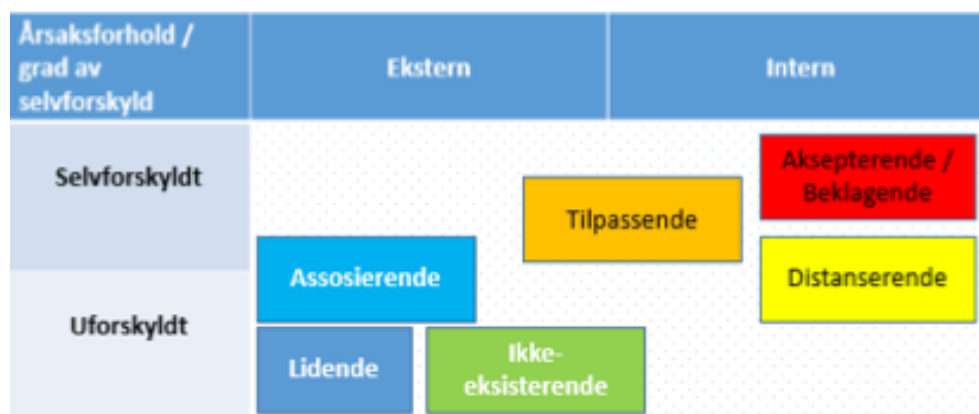 Årsaksforhold /
grad av
selvforskyld
Ekstern
Intern
Selvforskyldt
Aksepterende /
Beklagende
Tilpassende
Assosierende
Distanserende
Uforskyldt
Lidende
Ikke-
eksisterende